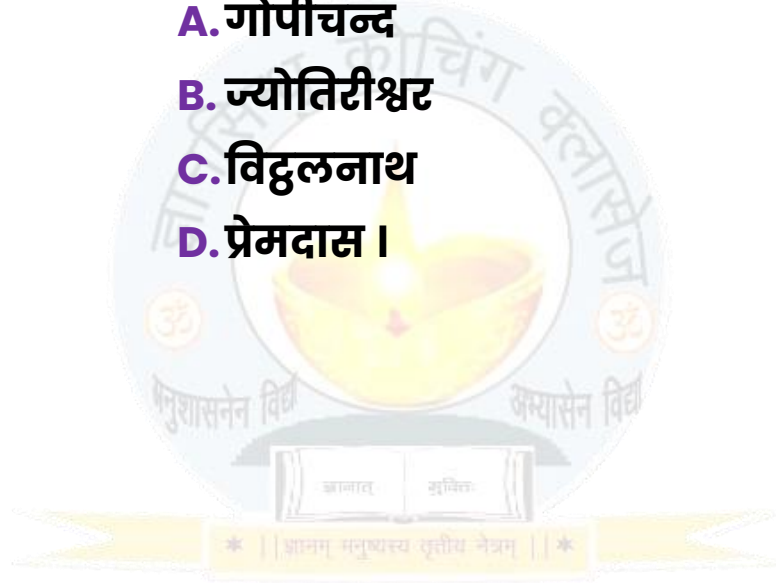 A. गोपीचन्द
B. ज्योतिरीश्वर
C. विट्ठलनाथ
D. प्रेमदास ।
कोचिंग क्लासेज
ॐ
ॐ
अनुशासनेन विद्या
अभ्यासेन विद्या
ज्ञानात् मुक्तिः
* ||ज्ञानम् मनुष्यस्य तृतीय नेत्रम् || *